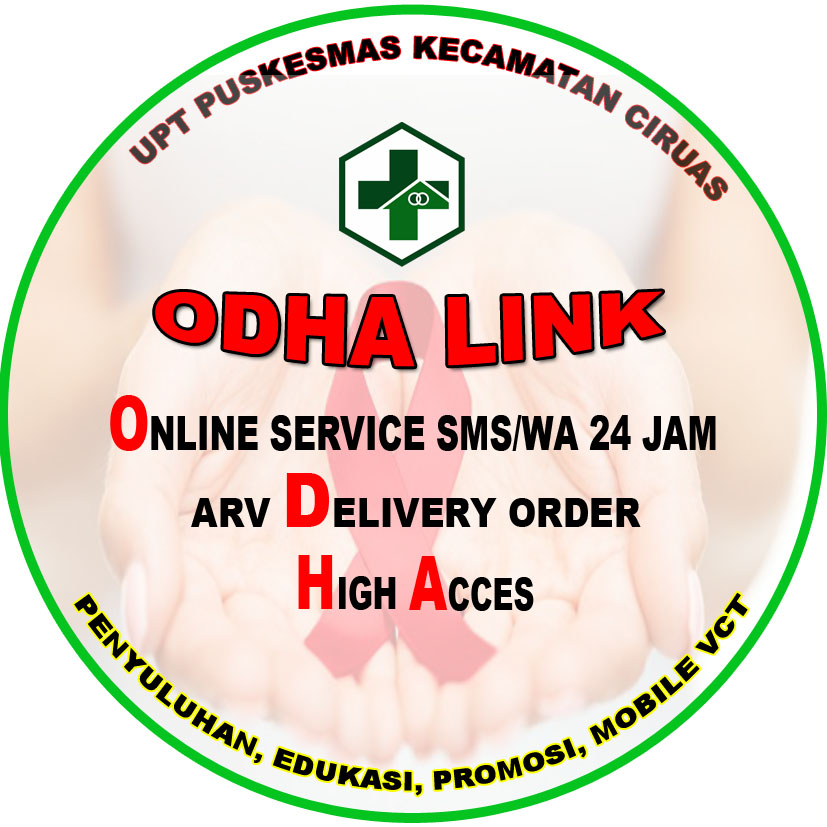 UPT PUSKESMAS KECAMATAN CIRUAS
ODHA LINK
ONLINE SERVICE SMS/WA 24 JAM
ARV DELIVERY ORDER
HIGH ACCES
PENYULUHAN, EDUKASI, PROMOSI, MOBILE VCT